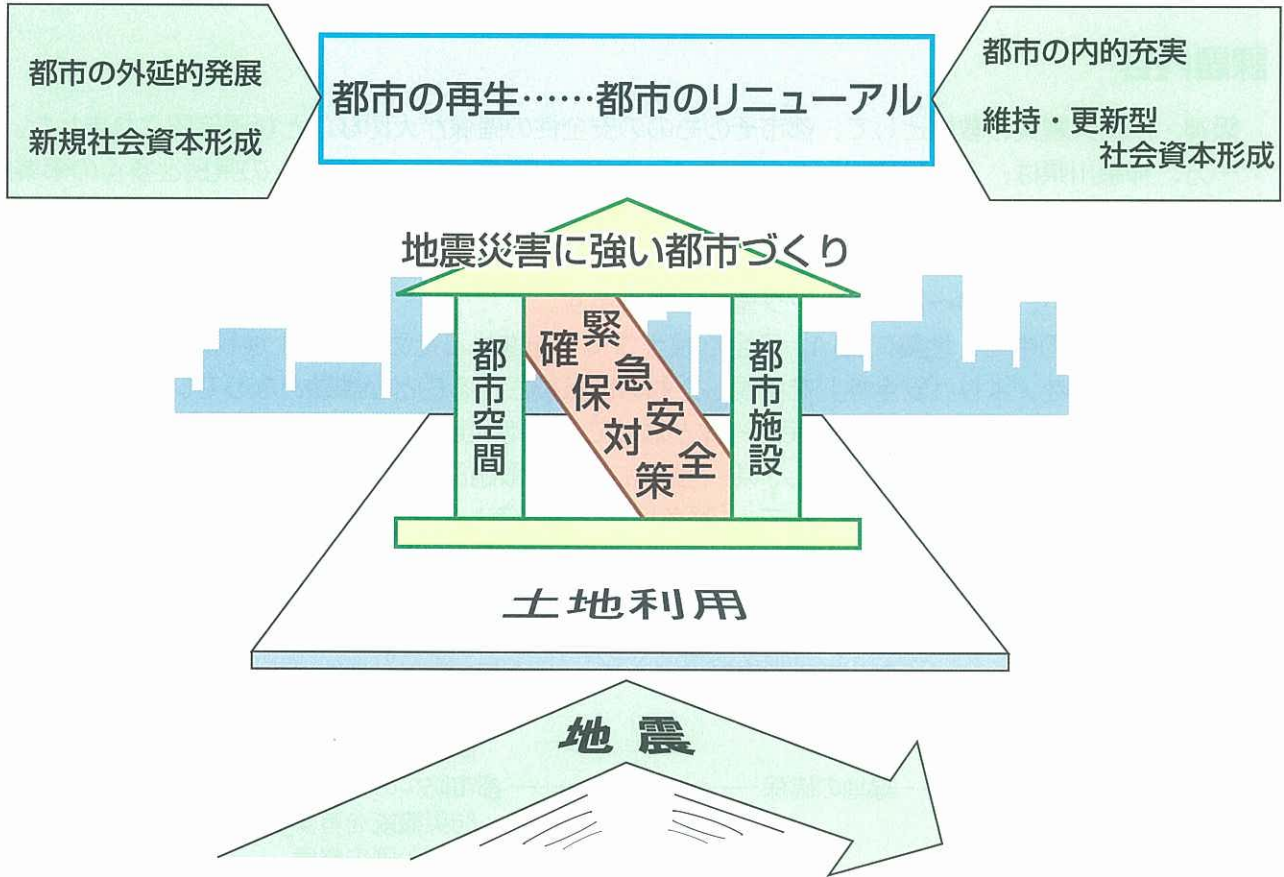 都市の外延的発展
新規社会資本形成
都市の再生……都市のリニューアル
都市の内的充実
維持・更新型
社会資本形成
地震災害に強い都市づくり
都市空間
緊急安全
確保対策
都市施設
土地利用
地震